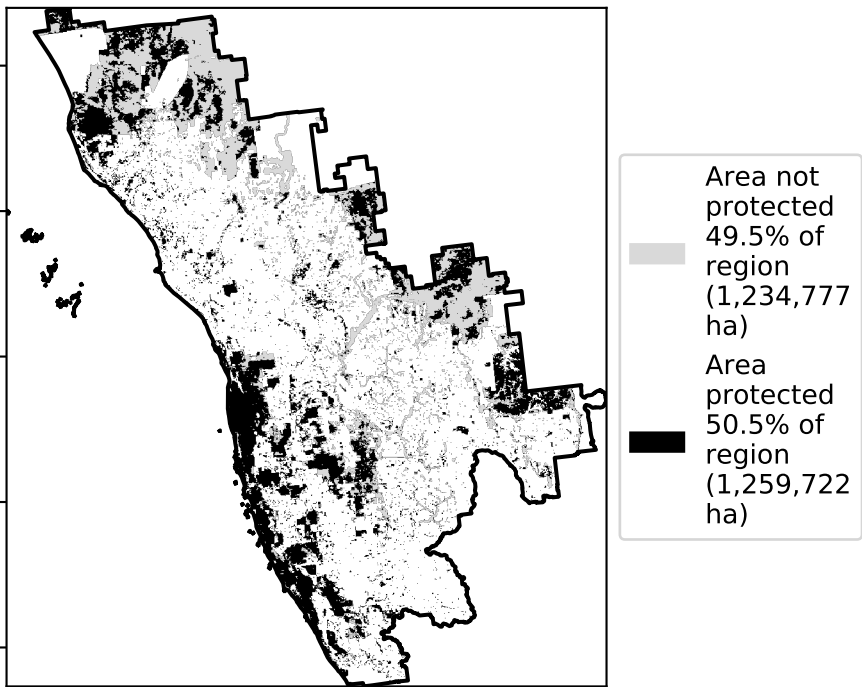 Area not
protected
49.5% of
region
(1,234,777
ha)
Area
protected
50.5% of
region
(1,259,722
ha)